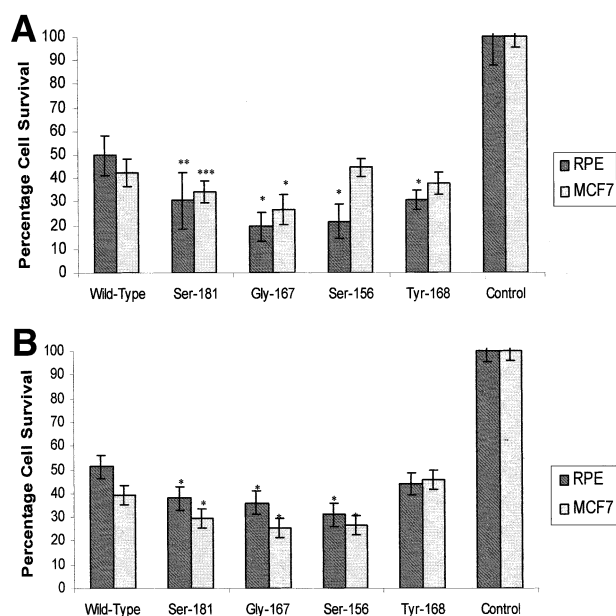 A
Percentage Cell Survival
100
90
80
70
60
50
40
30
20
10
0
** *** * * * *
Wild-Type Ser-181 Gly-167 Ser-156 Tyr-168 Control
RPE
MCF7
B
Percentage Cell Survival
100
90
80
70
60
50
40
30
20
10
0
* * * * * *
Wild-Type Ser-181 Gly-167 Ser-156 Tyr-168 Control
RPE
MCF7